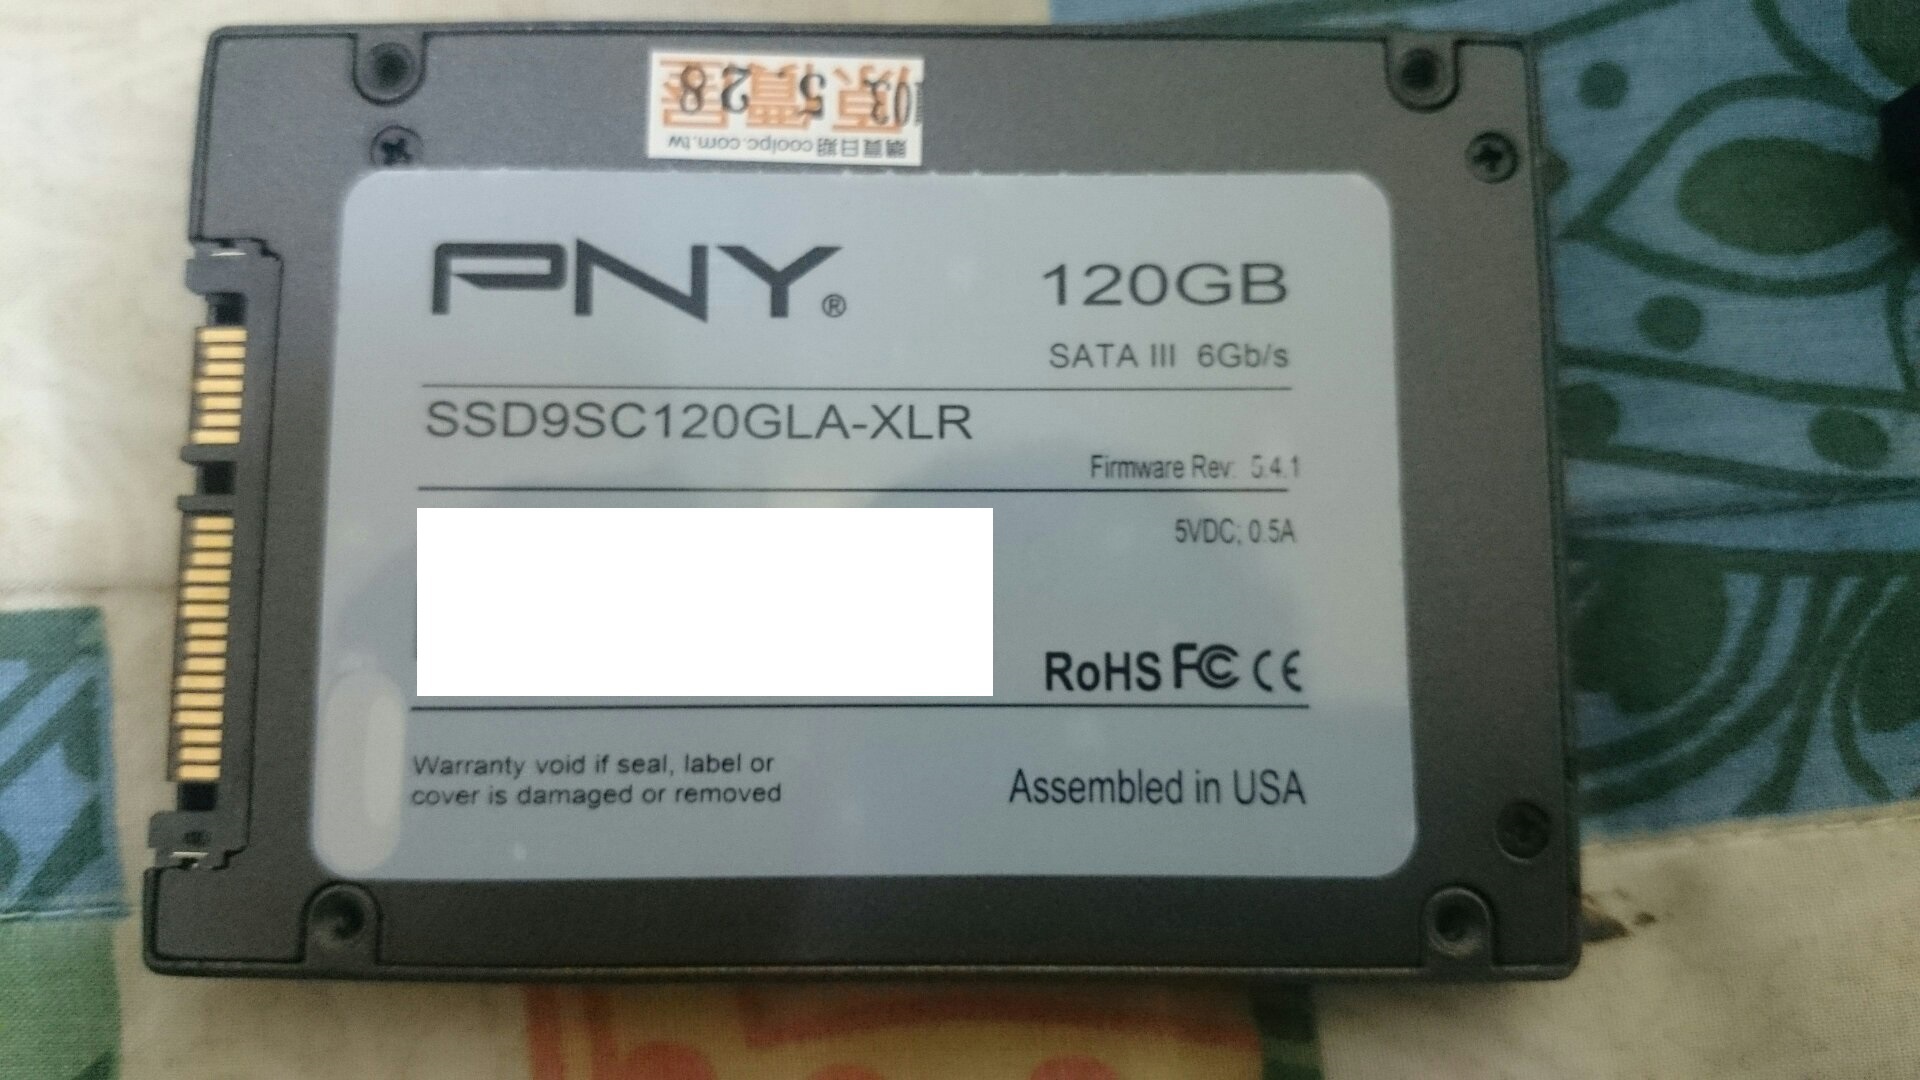 103 5 28
原價屋
購買日期 coolpc.com.tw
PNY®
120GB
SATA III 6Gb/s
SSD9SC120GLA-XLR
Firmware Rev: 5.4.1
5VDC; 0.5A
RoHS FC CE
Warranty void if seal, label or
cover is damaged or removed
Assembled in USA